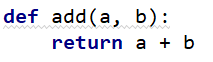 def add(a, b):
    return a + b